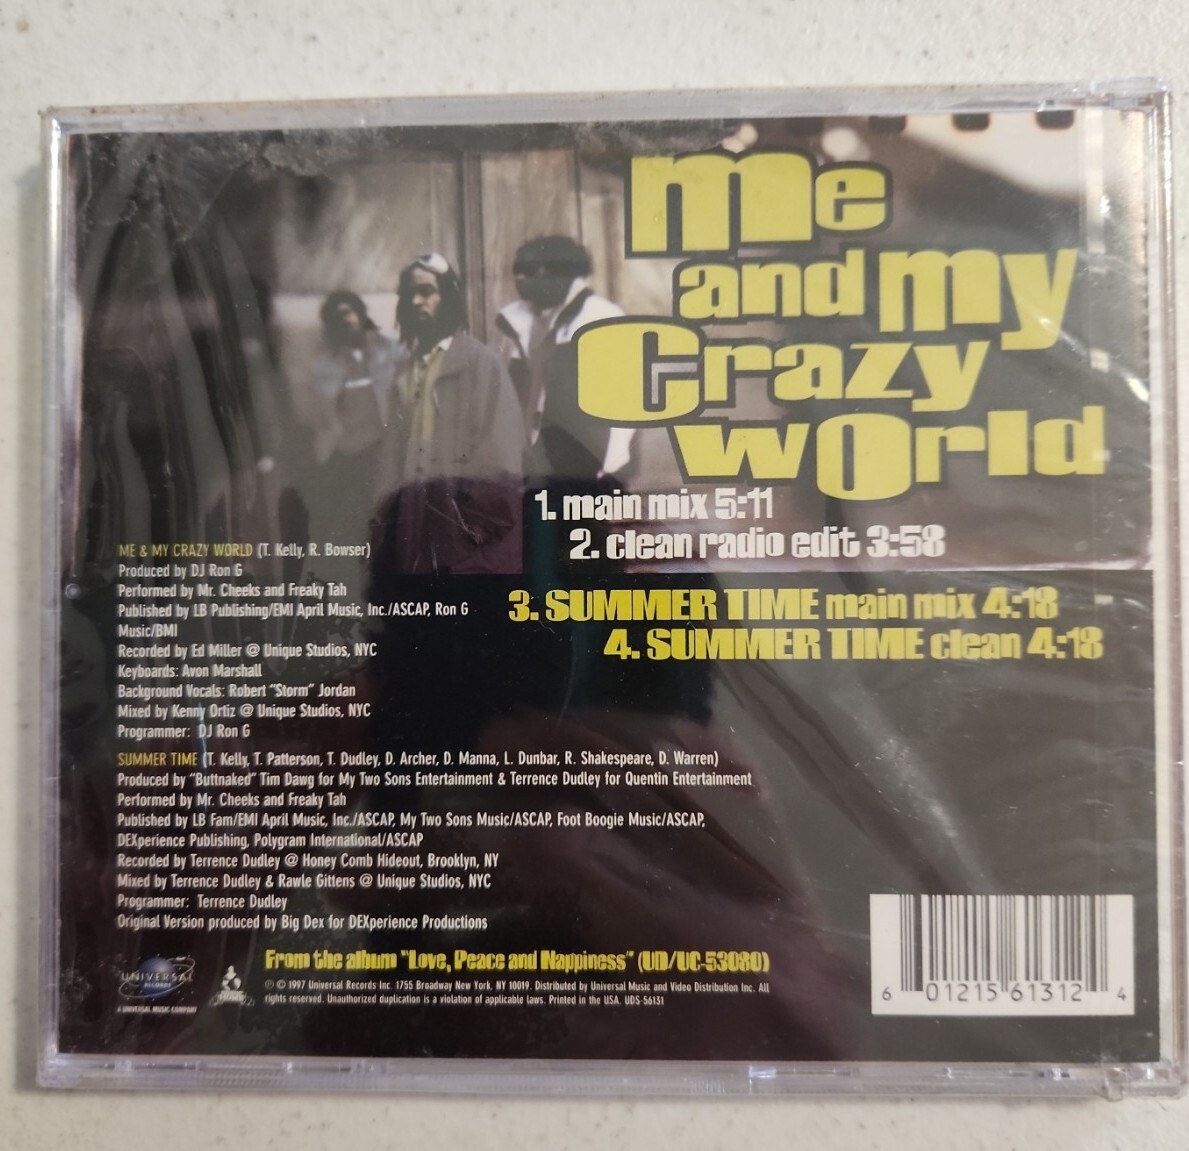 me
and my
crazy
world
1. main mix 5:11
2. clean radio edit 3:58
3. SUMMER TIME main mix 4:18
4. SUMMER TIME clean 4:18
ME & MY CRAZY WORLD (T. Kelly, R. Bowser)
Produced by DJ Ron G
Performed by Mr. Cheeks and Freaky Tah
Published by LB Publishing/EMI April Music, Inc./ASCAP, Ron G
Music/BMI
Recorded by Ed Miller @ Unique Studios, NYC
Keyboards: Avon Marshall
Background Vocals: Robert "Storm" Jordan
Mixed by Kenny Ortiz @ Unique Studios, NYC
Programmer: DJ Ron G
SUMMER TIME (T. Kelly, T. Patterson, T. Dudley, D. Archer, D. Manna, L. Dunbar, R. Shakespeare, D. Warren)
Produced by "Buttnaked" Tim Dawg for My Two Sons Entertainment & Terrence Dudley for Quentin Entertainment
Performed by Mr. Cheeks and Freaky Tah
Published by LB Fam/EMI April Music, Inc./ASCAP, My Two Sons Music/ASCAP, Foot Boogie Music/ASCAP,
DEXperience Publishing, Polygram International/ASCAP
Recorded by Terrence Dudley @ Honey Comb Hideout, Brooklyn, NY
Mixed by Terrence Dudley & Rawle Gittens @ Unique Studios, NYC
Programmer: Terrence Dudley
Original Version produced by Big Dex for DEXperience Productions
From the album "Love, Peace and Nappiness" (UD/UC-53080)
℗ © 1997 Universal Records Inc. 1755 Broadway New York, NY 10019. Distributed by Universal Music and Video Distribution Inc. All
rights reserved. Unauthorized duplication is a violation of applicable laws. Printed in the USA. UDS-56131
UNIVERSAL
RECORDS
A UNIVERSAL MUSIC COMPANY
6 01215 61312 4